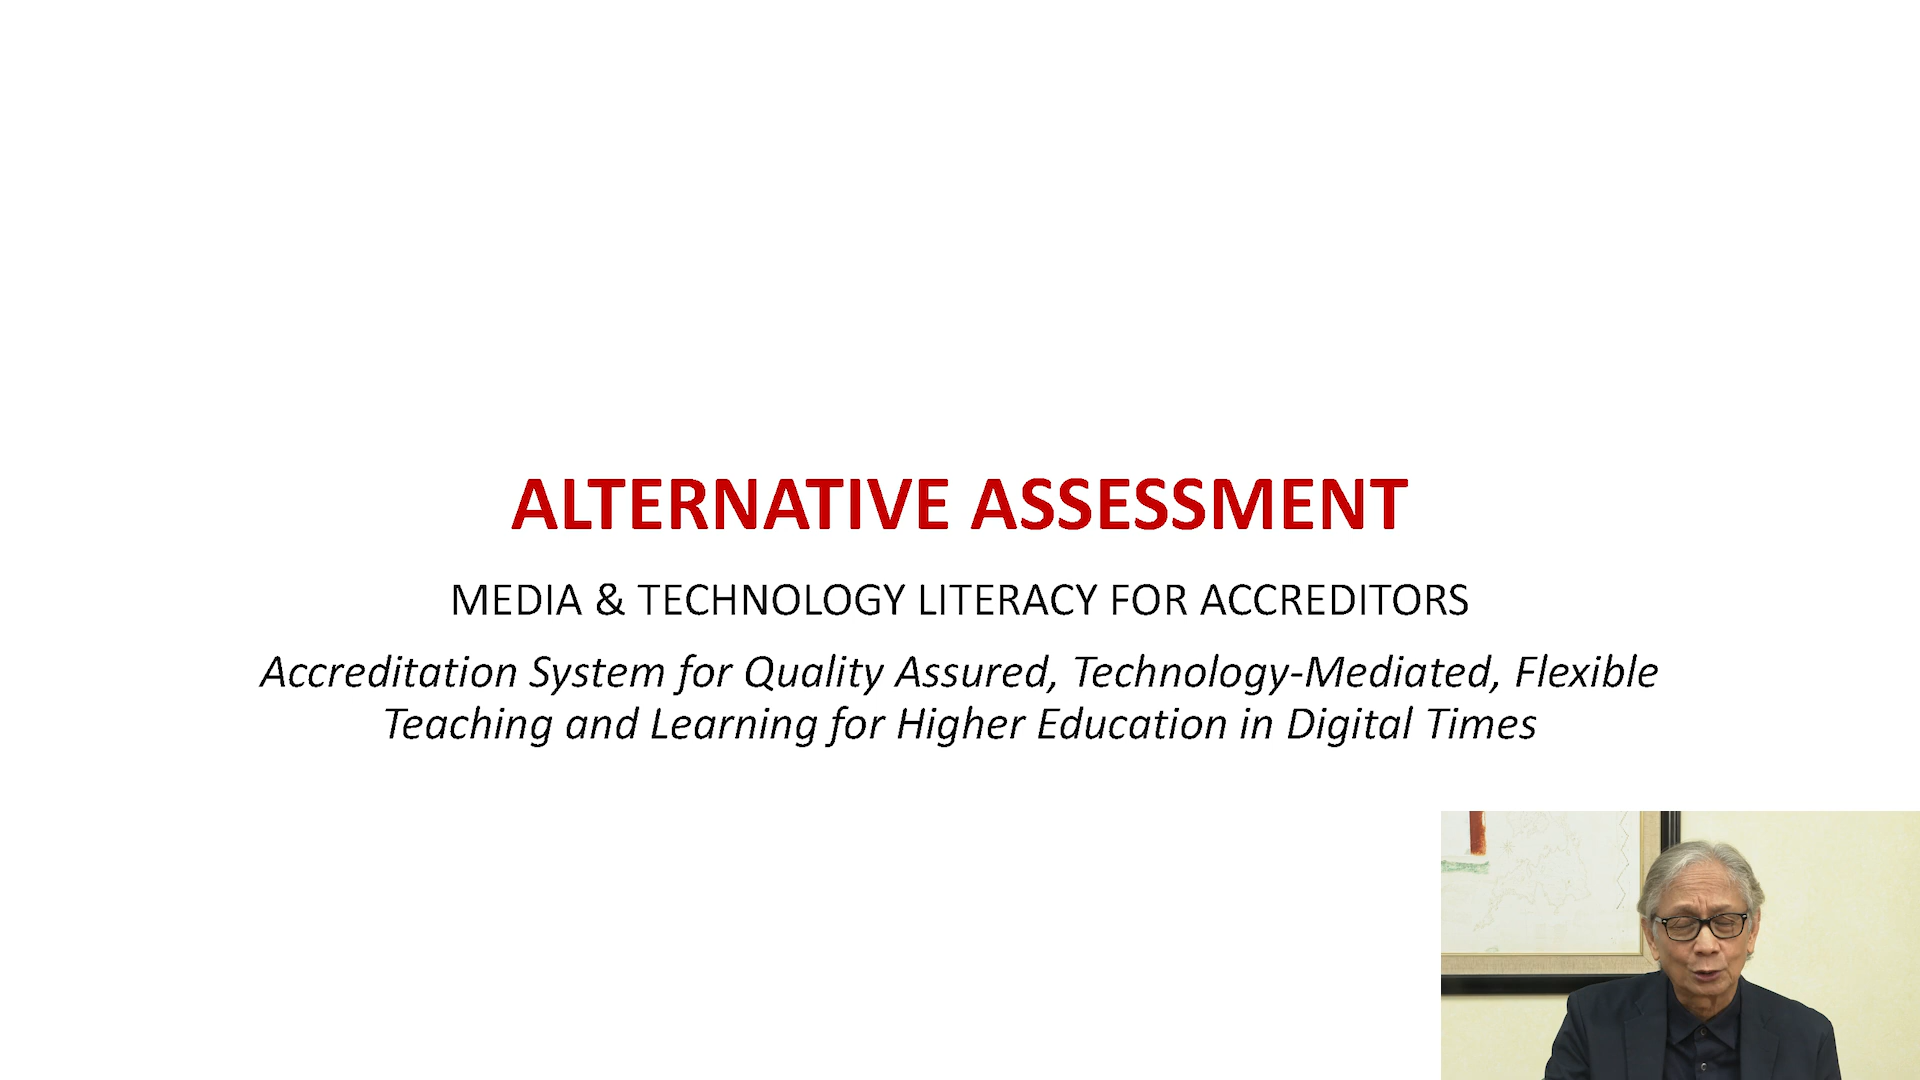 ALTERNATIVE ASSESSMENT
MEDIA & TECHNOLOGY LITERACY FOR ACCREDITORS
Accreditation System for Quality Assured, Technology-Mediated, Flexible
Teaching and Learning for Higher Education in Digital Times